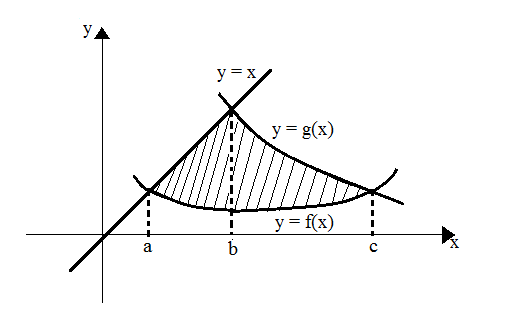 y
y = x
y = g(x)
y = f(x)
x
a
b
c